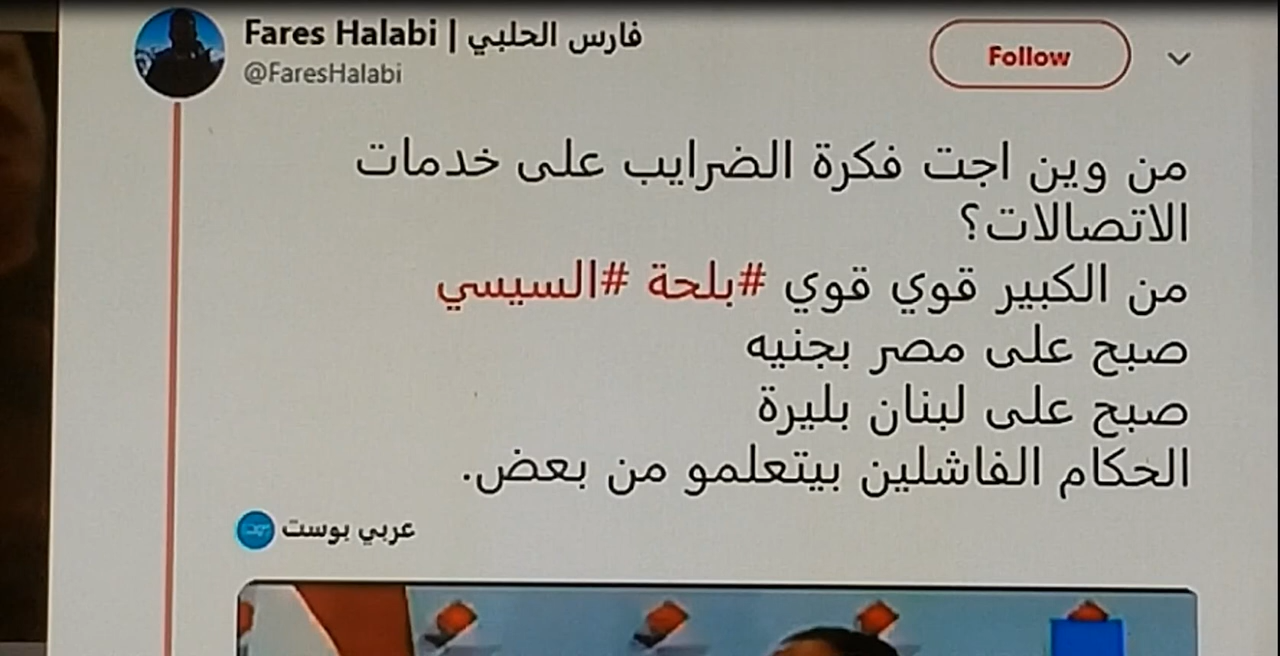 Fares Halabi | فارس الحلبي
@FaresHalabi
Follow
من وين اجت فكرة الضرايب على خدمات
الاتصالات؟
من الكبير قوي قوي #بلحة #السيسي
صبح على مصر بجنيه
صبح على لبنان بليرة
الحكام الفاشلين بيتعلمو من بعض.
عربي بوست